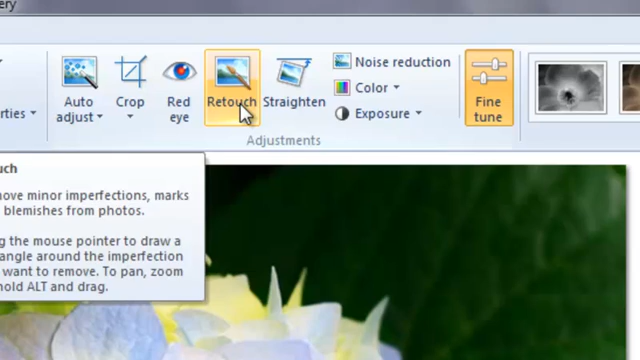 ery
Auto adjust
Crop
Red eye
Retouch
Straighten
Noise reduction
Color
Exposure
Fine tune
rties
Adjustments
uch
ove minor imperfections, marks
blemishes from photos.
g the mouse pointer to draw a
angle around the imperfection
want to remove. To pan, zoom
hold ALT and drag.